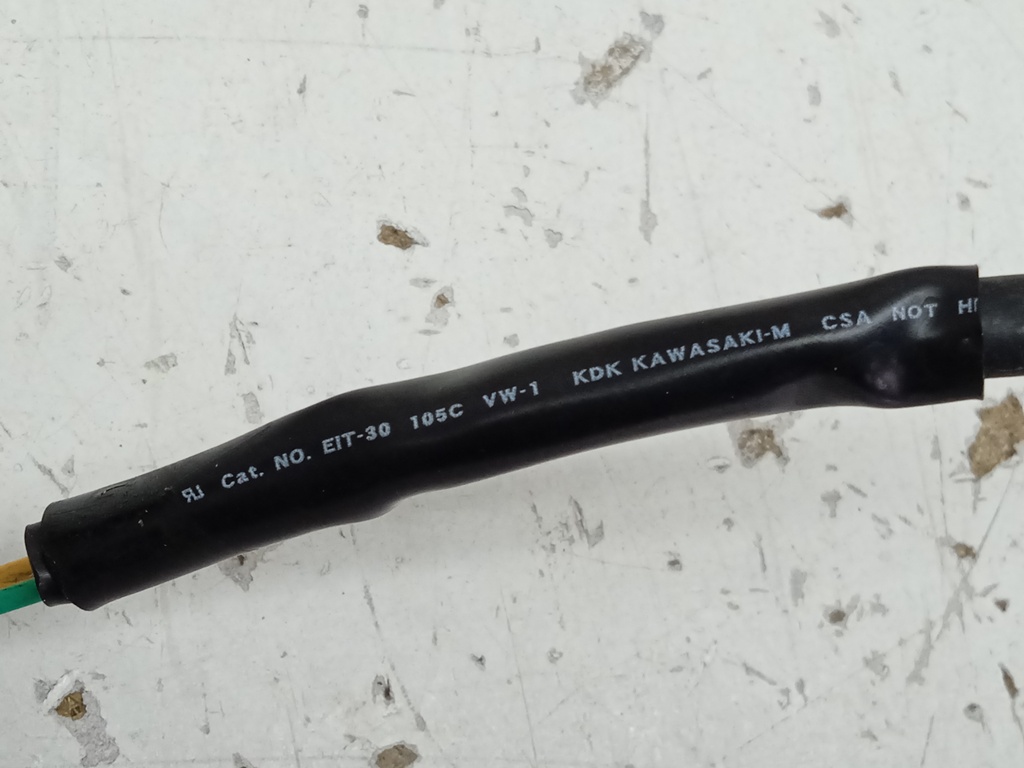 Cat. NO. EIT-30 105C VW-1 KDK KAWASAKI-M CSA NOT